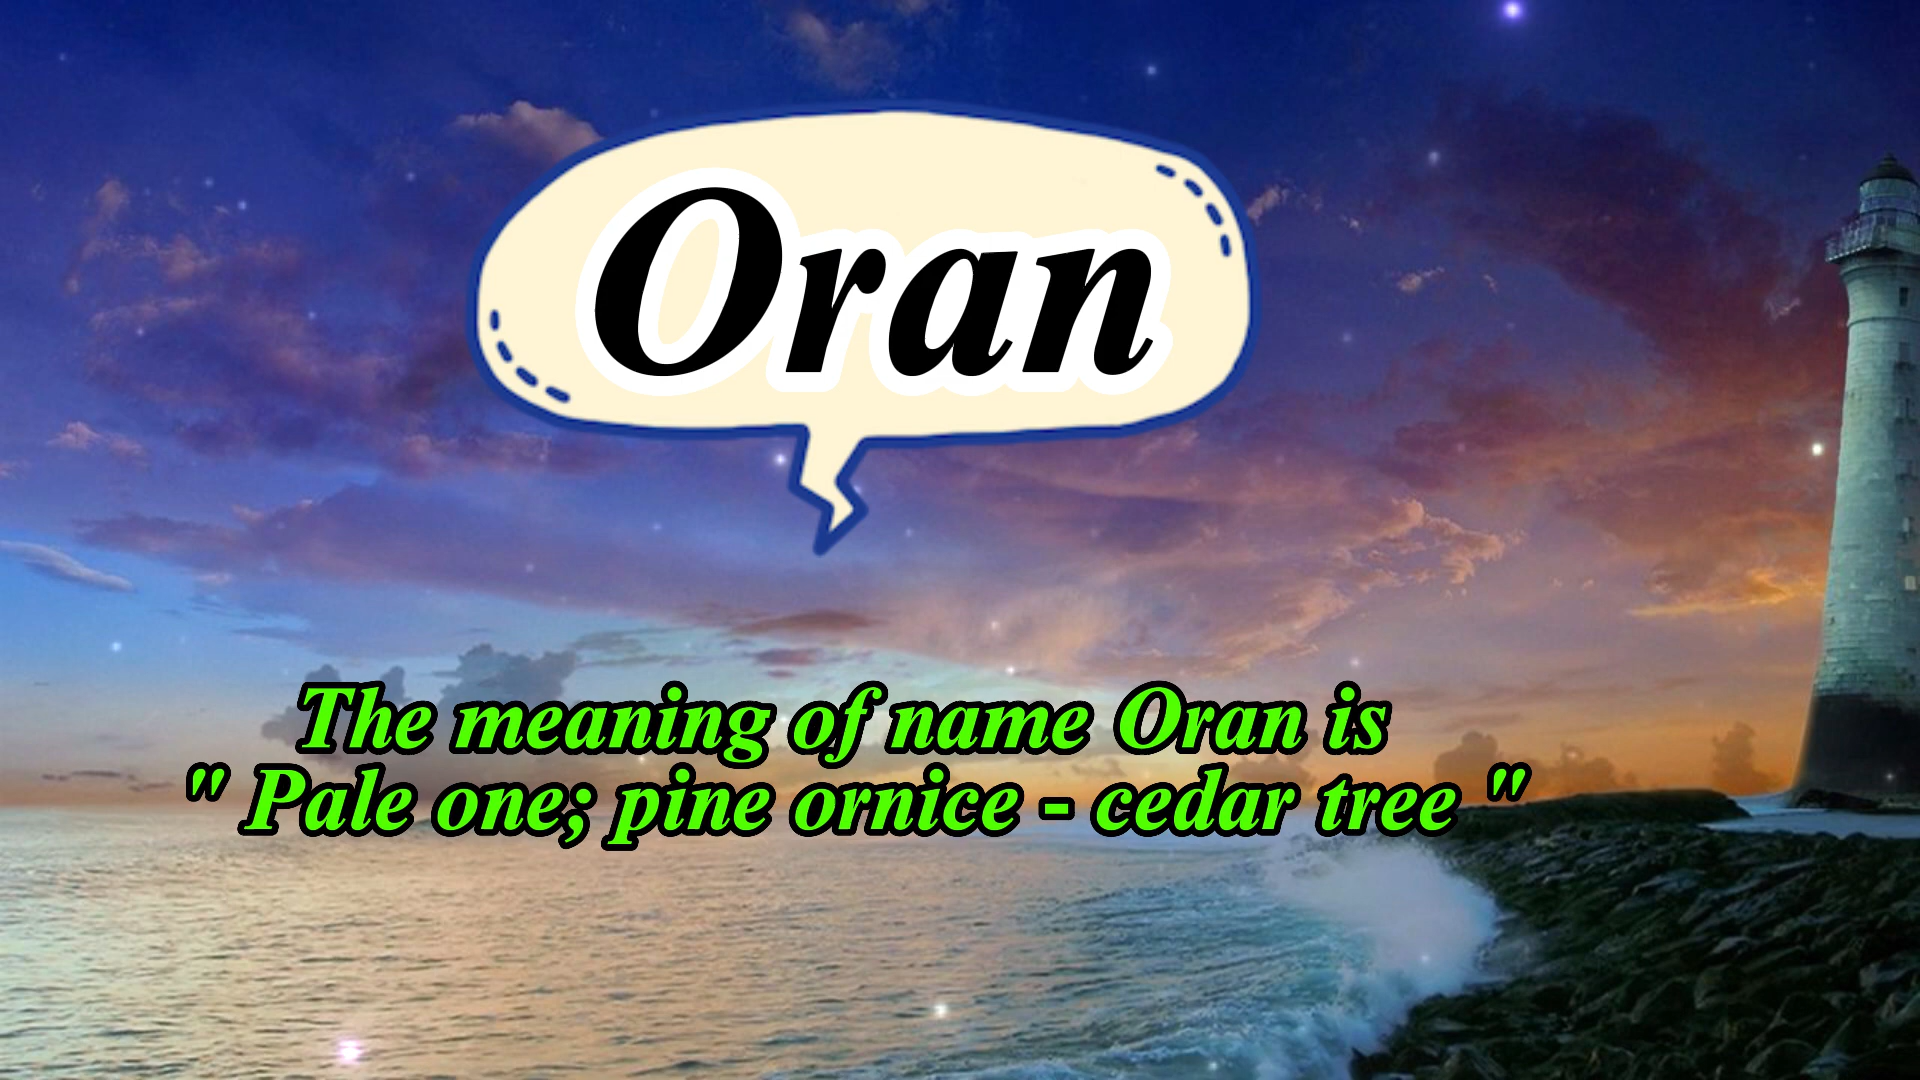 Oran
The meaning of name Oran is
" Pale one; pine ornice - cedar tree "